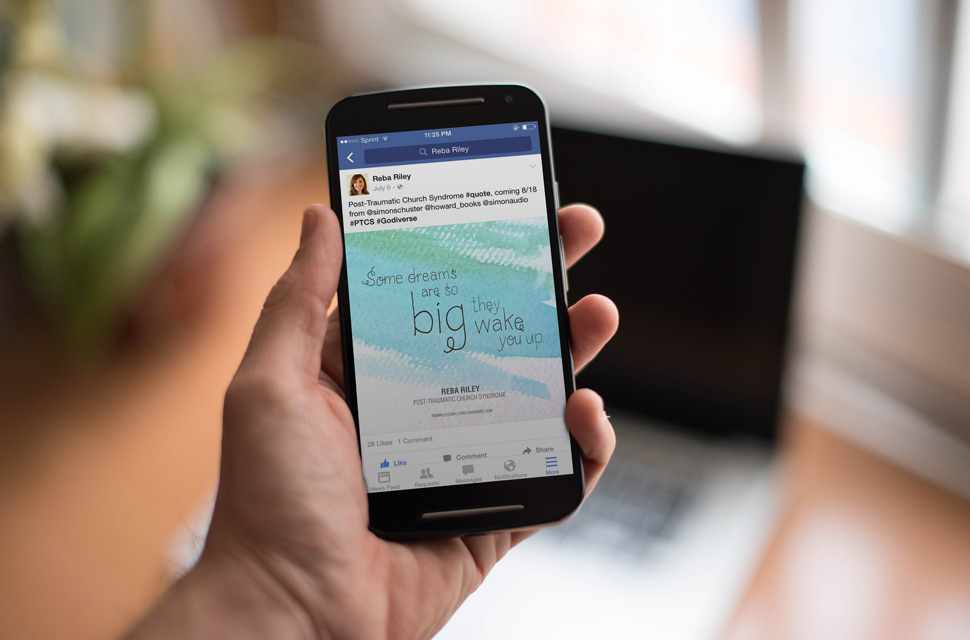 Sprint 11:25 PM
Reba Riley
Reba Riley
July 8
Post-Traumatic Church Syndrome #quote, coming 8/18
from @simonschuster @howard_books @simonaudio
#PTCS #Godiverse
Some dreams
are so
big they
wake
you up
REBA RILEY
POST-TRAUMATIC CHURCH SYNDROME
28 Likes 1 Comment
Like Comment Share
News Feed Requests Messages Notifications More